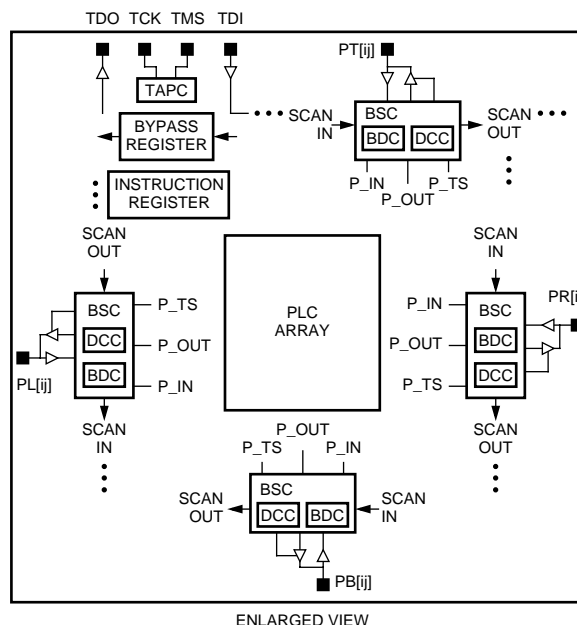 TDO TCK TMS TDI
PT[ij]
TAPC
BYPASS
REGISTER
INSTRUCTION
REGISTER
SCAN
IN
BSC
BDC DCC
SCAN
OUT
P_IN P_TS
P_OUT
SCAN
OUT
BSC
DCC
BDC
P_TS
P_OUT
P_IN
PL[ij]
SCAN
IN
PLC
ARRAY
SCAN
IN
P_IN
P_OUT
P_TS
BSC
BDC
DCC
PR[i
SCAN
OUT
P_OUT
P_TS P_IN
SCAN
OUT
BSC
DCC BDC
SCAN
IN
PB[ij]
ENLARGED VIEW